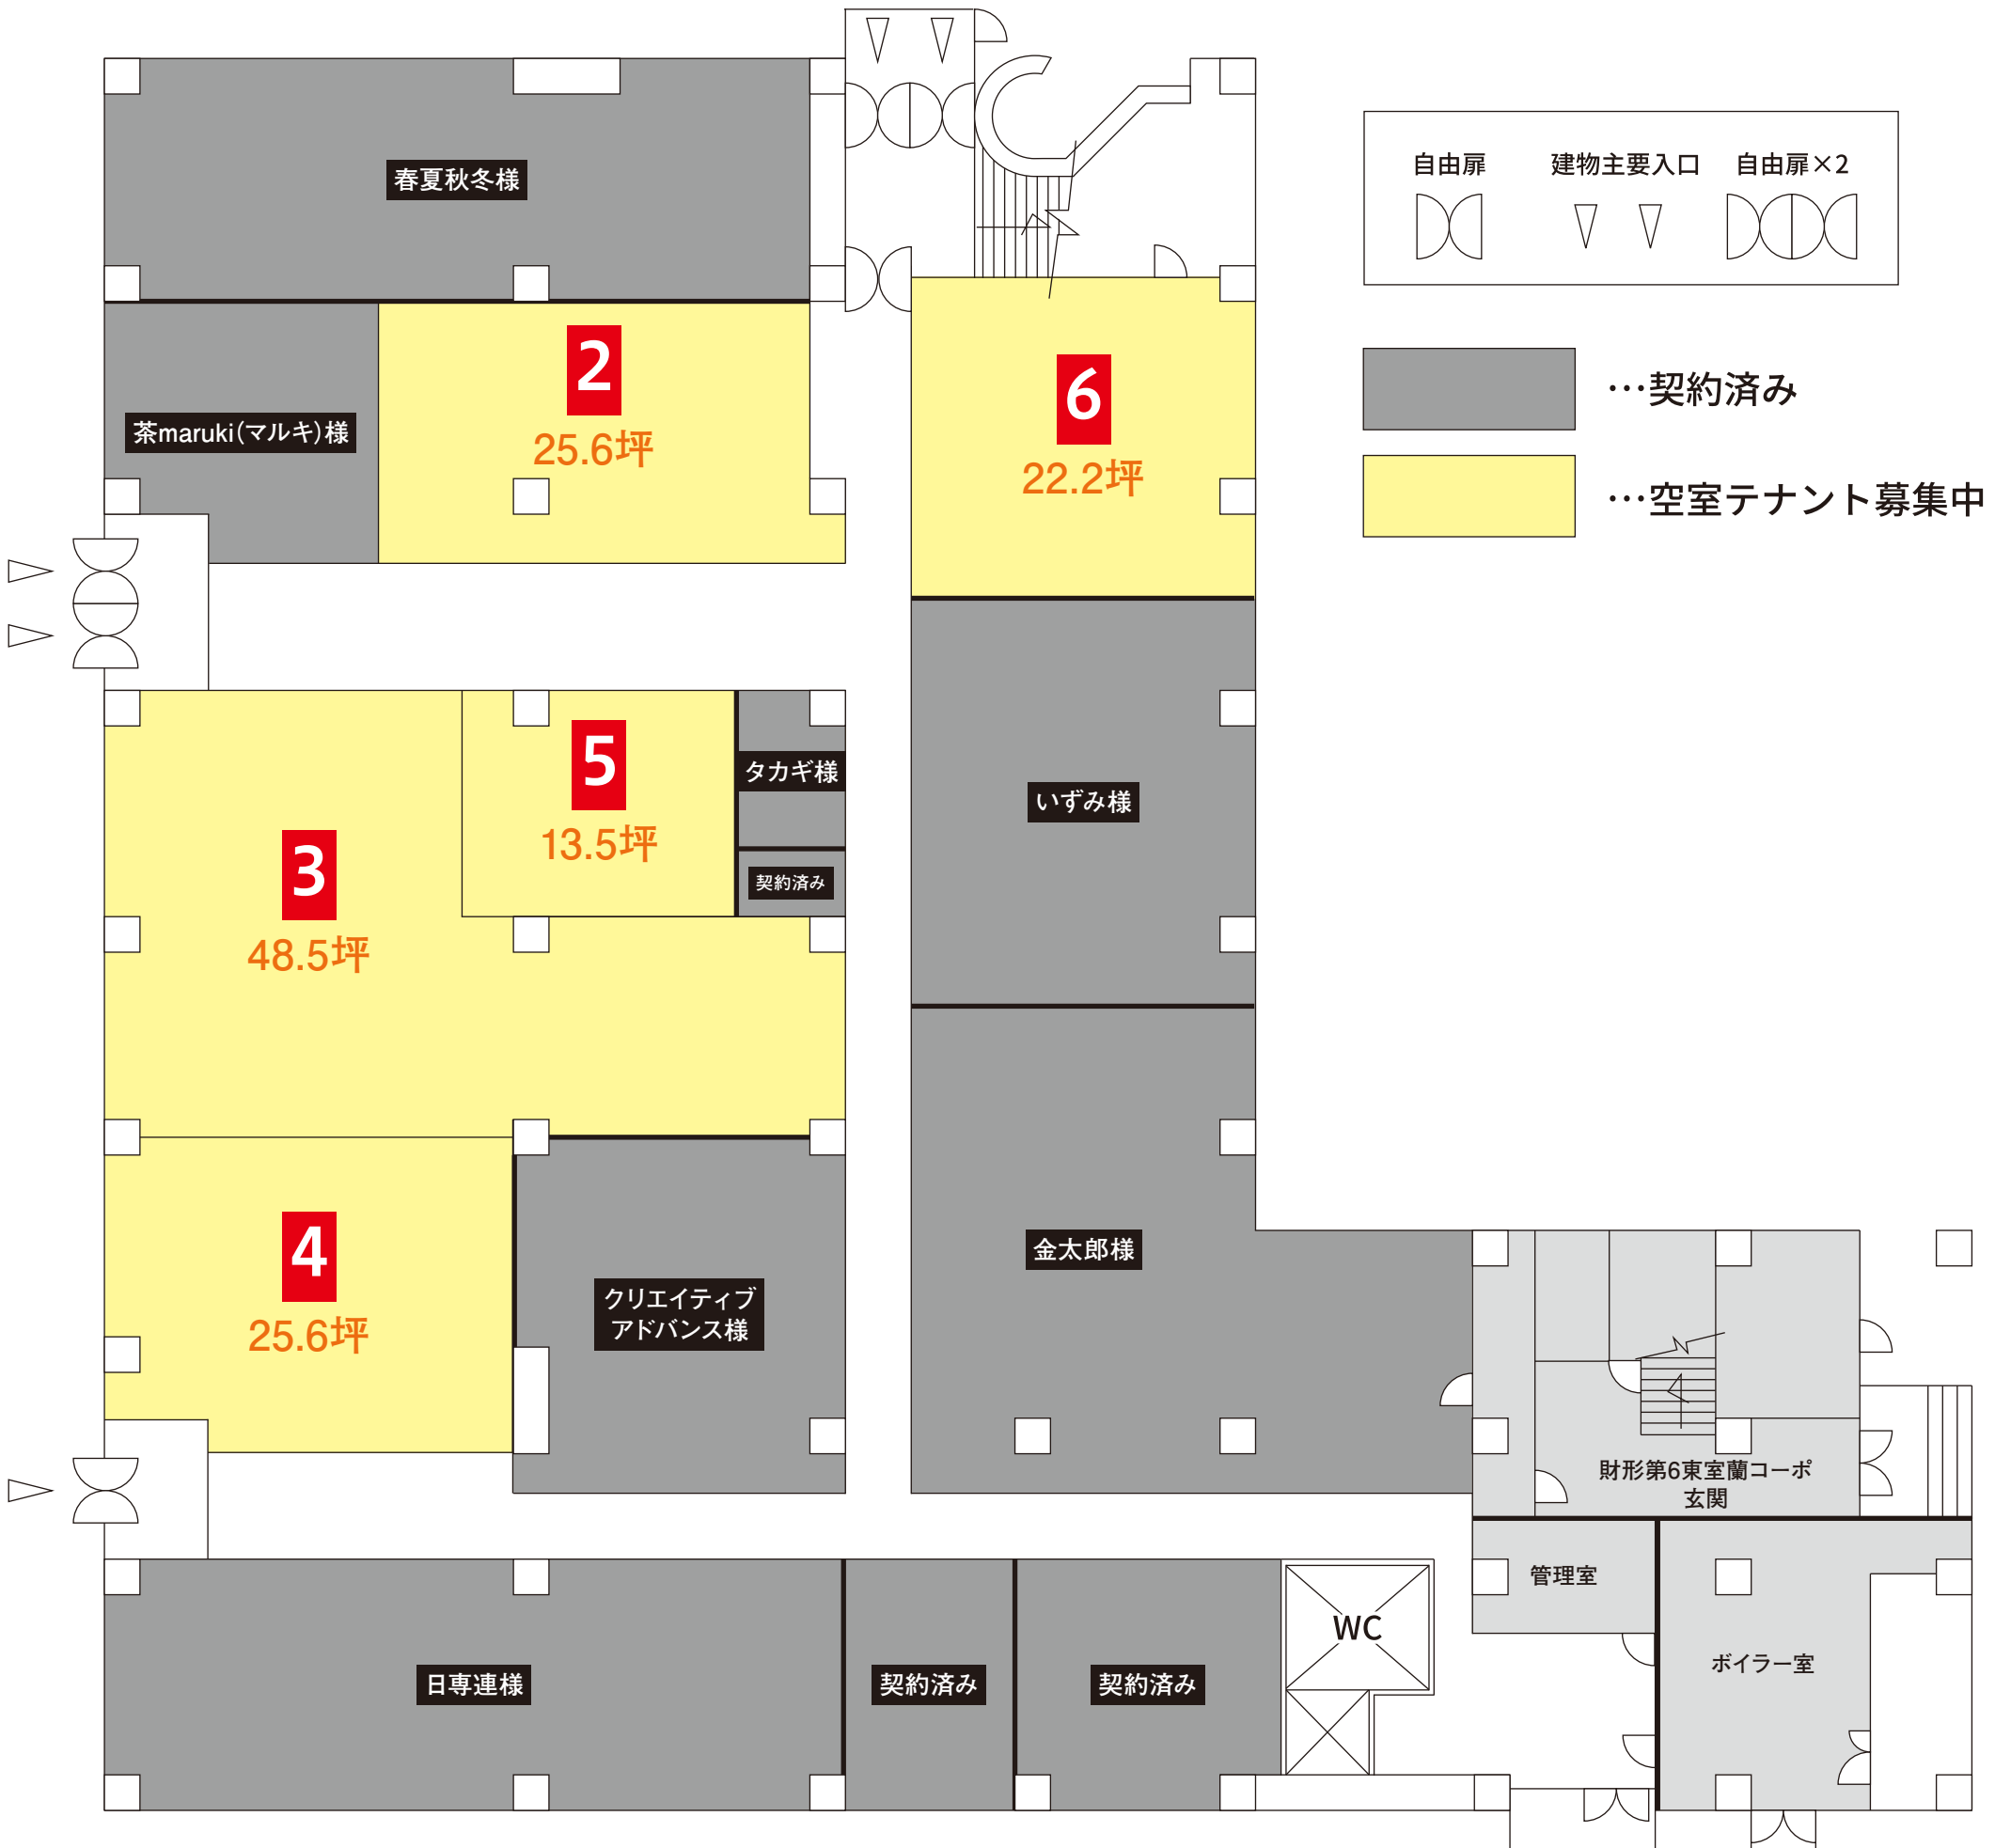 春夏秋冬様
自由扉
建物主要入口
自由扉×2
…契約済み
…空室テナント募集中
茶maruki(マルキ)様
2
25.6坪
6
22.2坪
3
48.5坪
5
13.5坪
タカギ様
契約済み
いずみ様
4
25.6坪
クリエイティブ
アドバンス様
金太郎様
財形第6東室蘭コーポ
玄関
管理室
ボイラー室
WC
日専連様
契約済み
契約済み